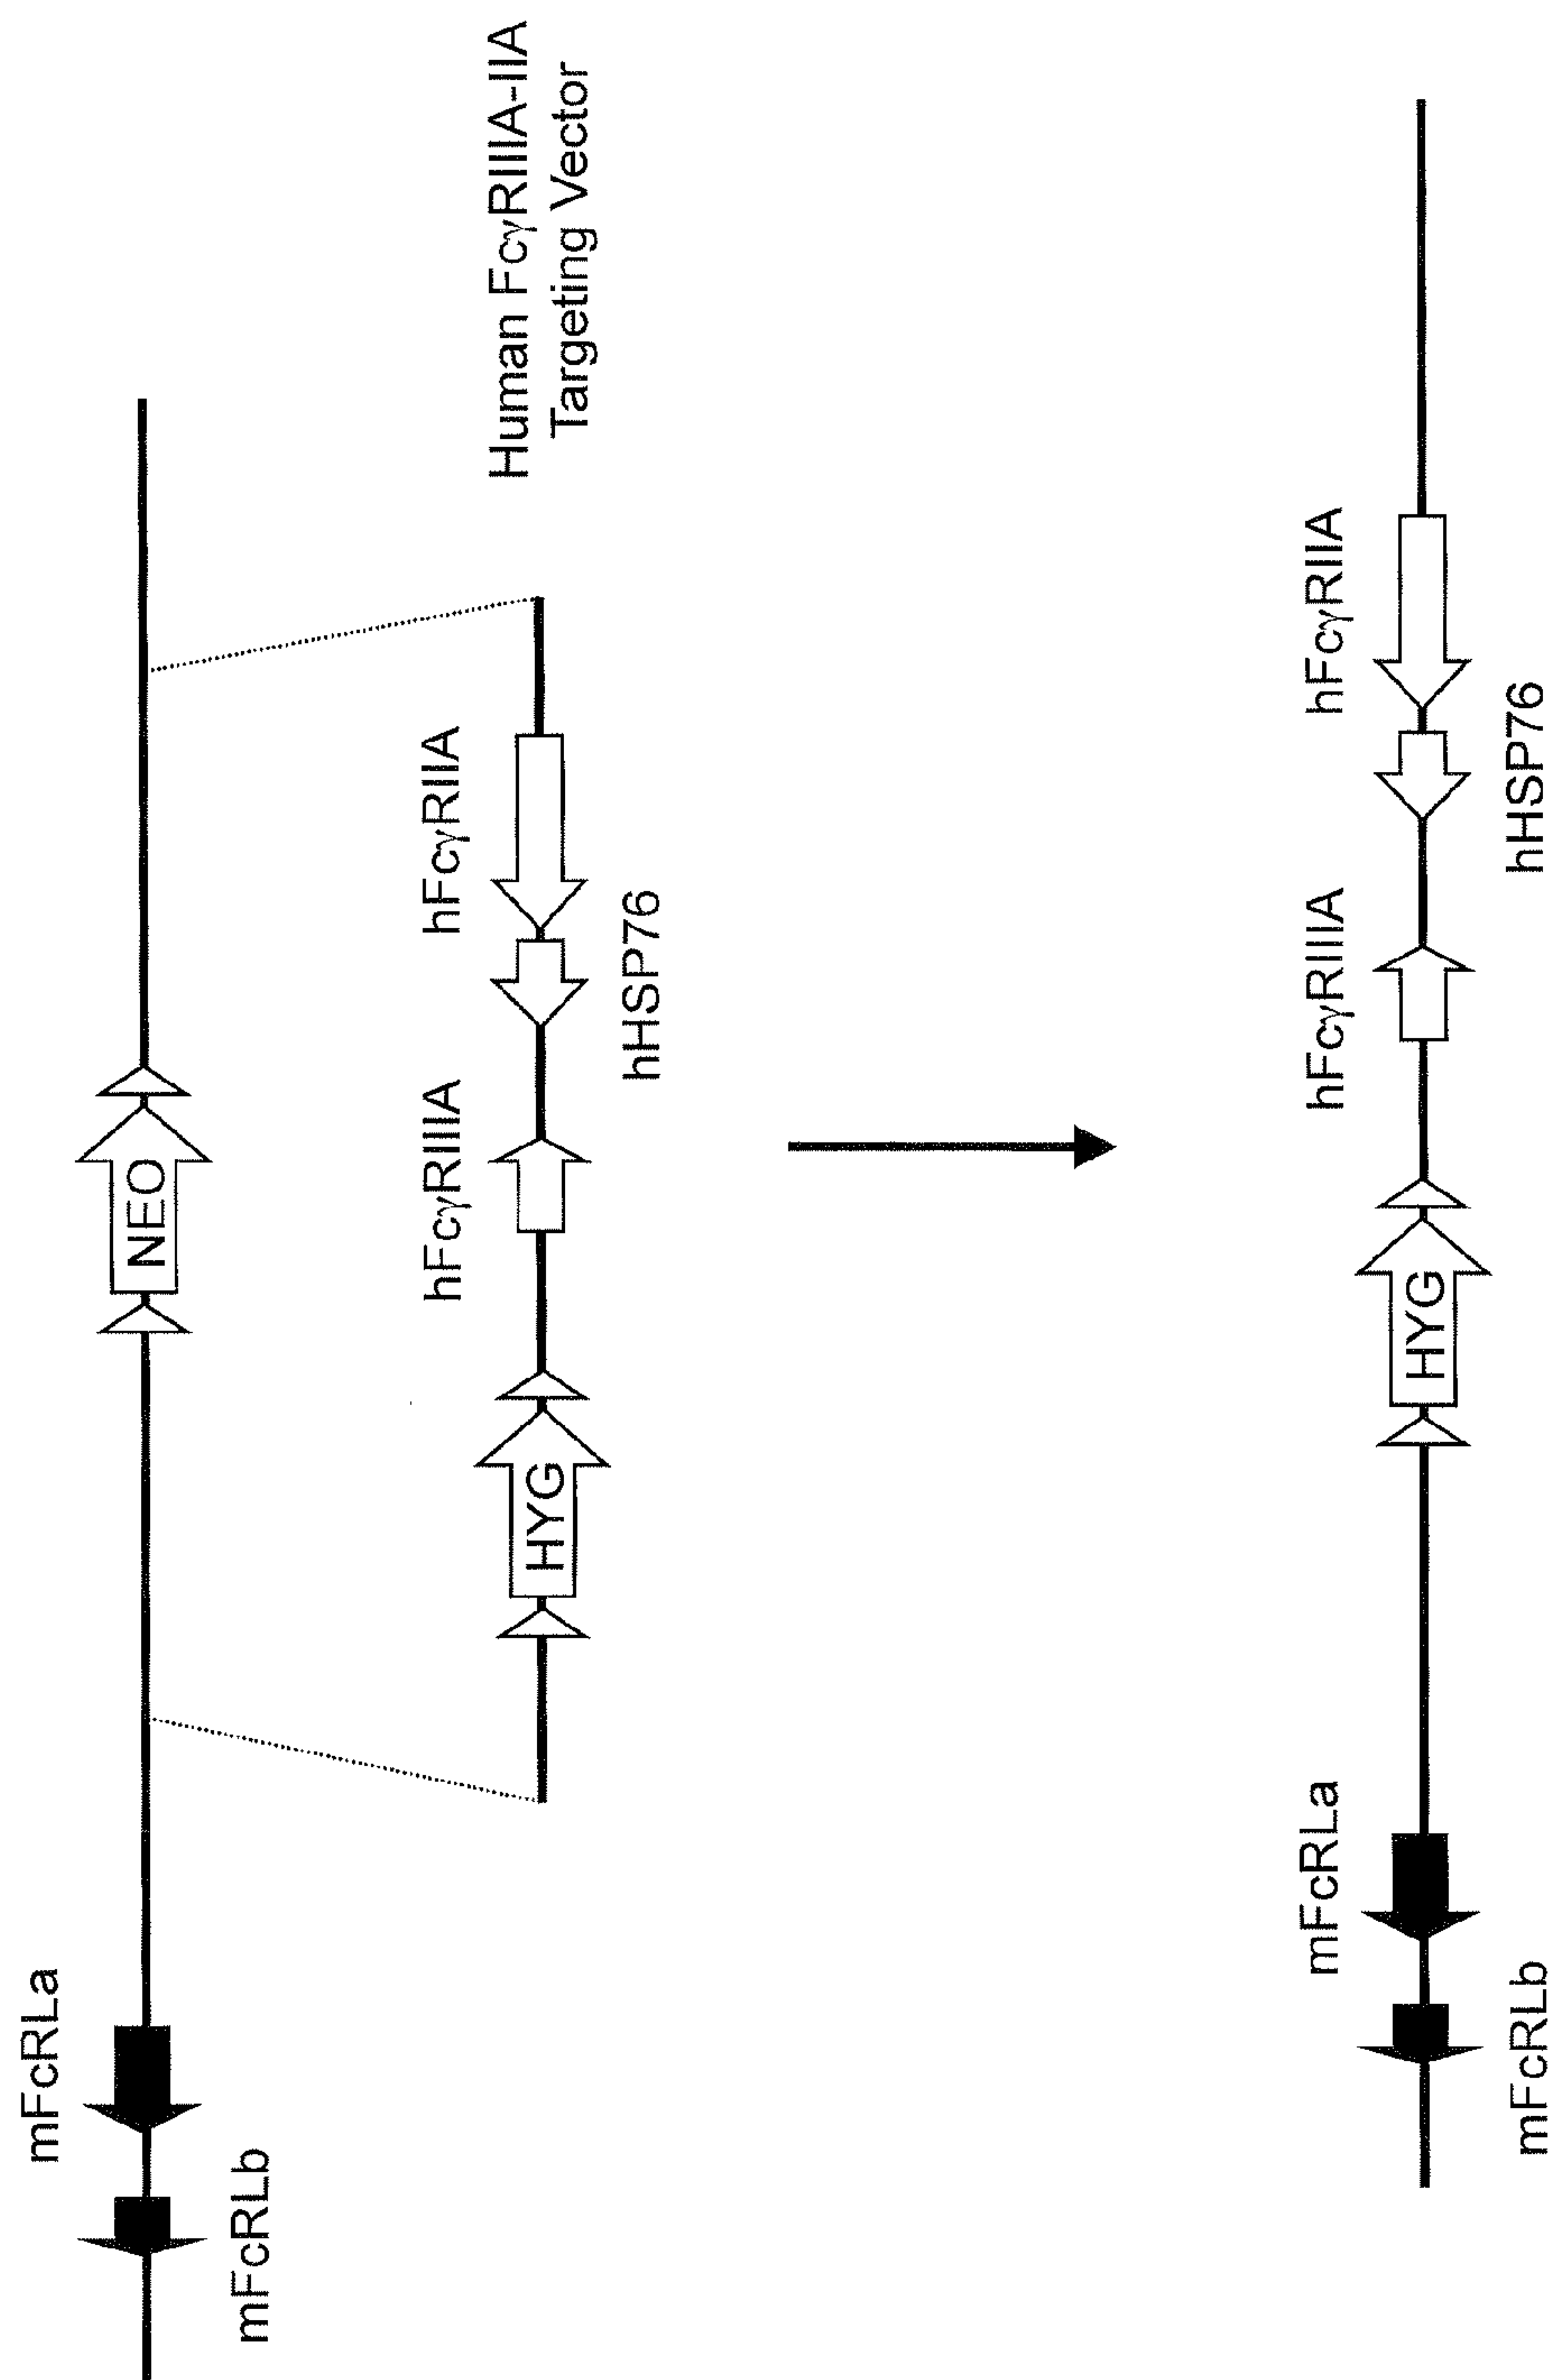 mFcRLa
NEO
mFcRLb
Human FcγRIIIA-IIA
Targeting Vector
hFcγRIIIA
hFcγRIIA
HYG
hHSP76
mFcRLa
hFcγRIIIA
hFcγRIIA
HYG
mFcRLb
hHSP76